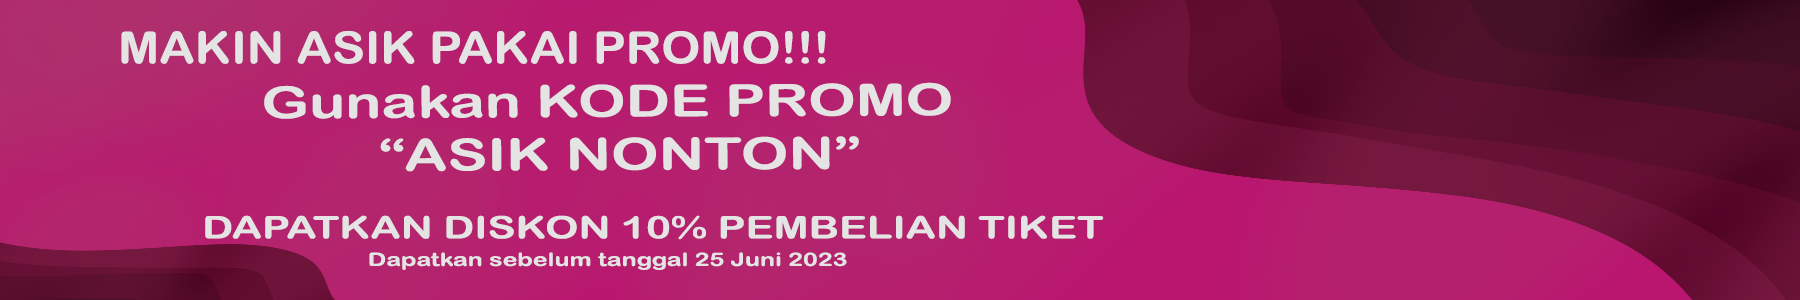 MAKIN ASIK PAKAI PROMO!!!
Gunakan KODE PROMO
“ASIK NONTON”
DAPATKAN DISKON 10% PEMBELIAN TIKET
Dapatkan sebelum tanggal 25 Juni 2023